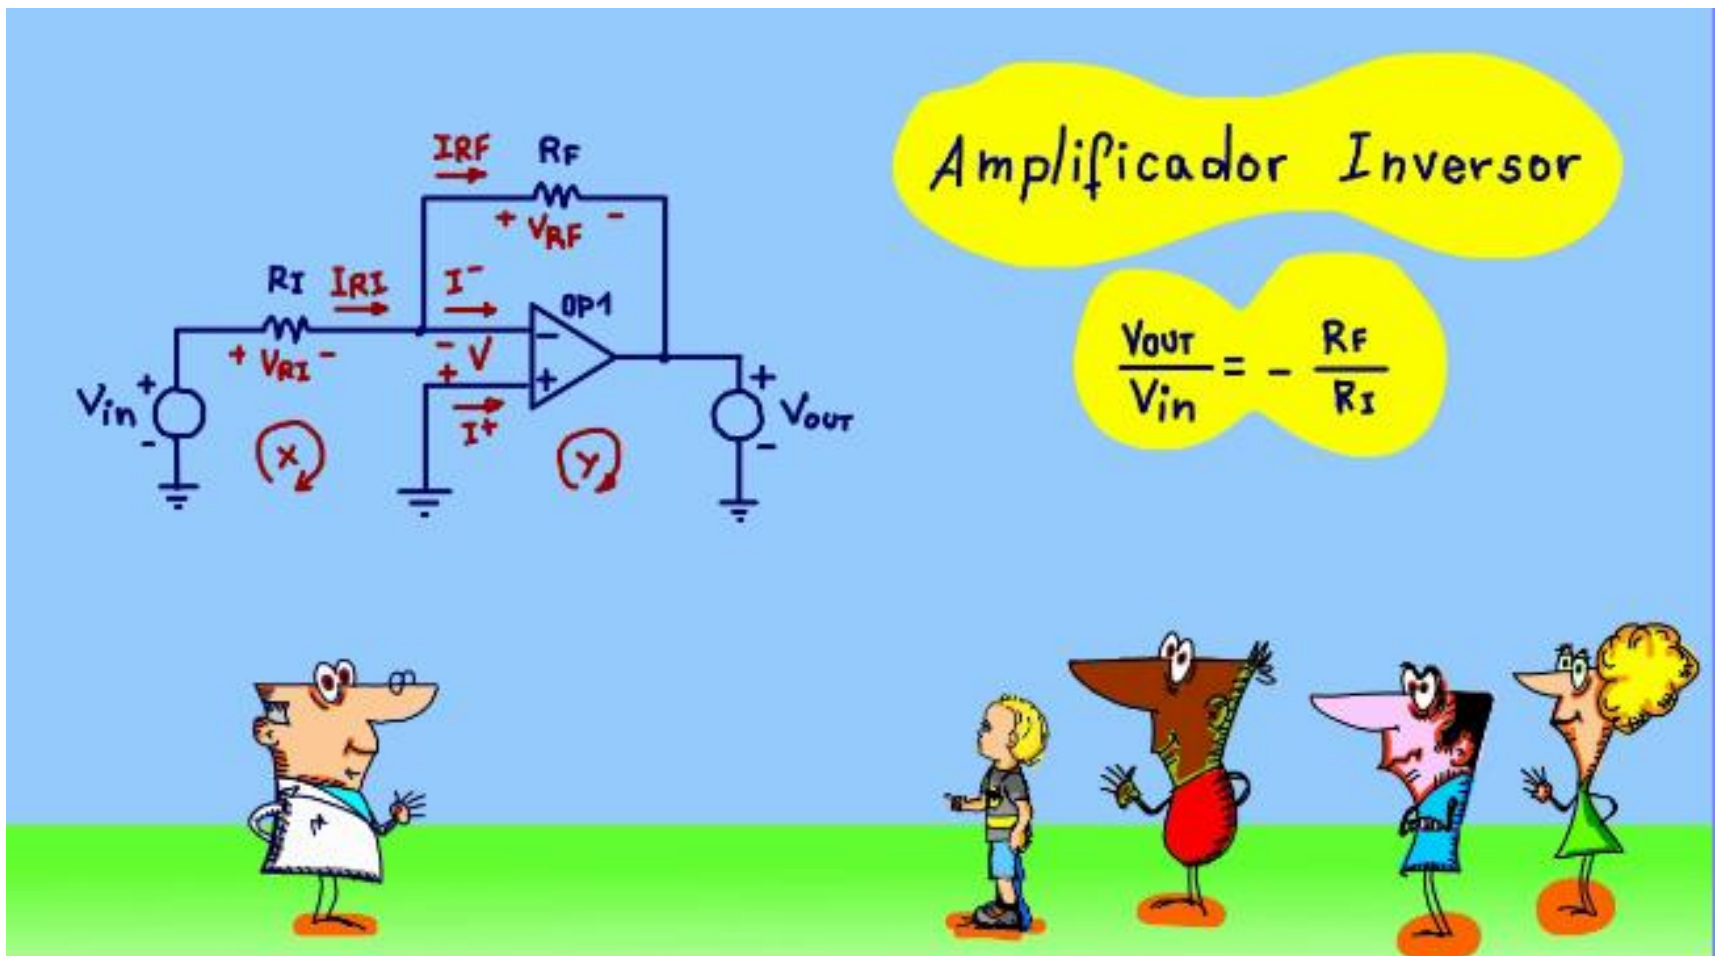 Amplificador Inversor
VOUT
Vin
= -
RF
RI
IRF
RF
+ VRF -
RI
IRI
I-
OP1
+ VRI -
- V
+
-
+
I+
Vin
+
-
X
Y
+
-
VOUT